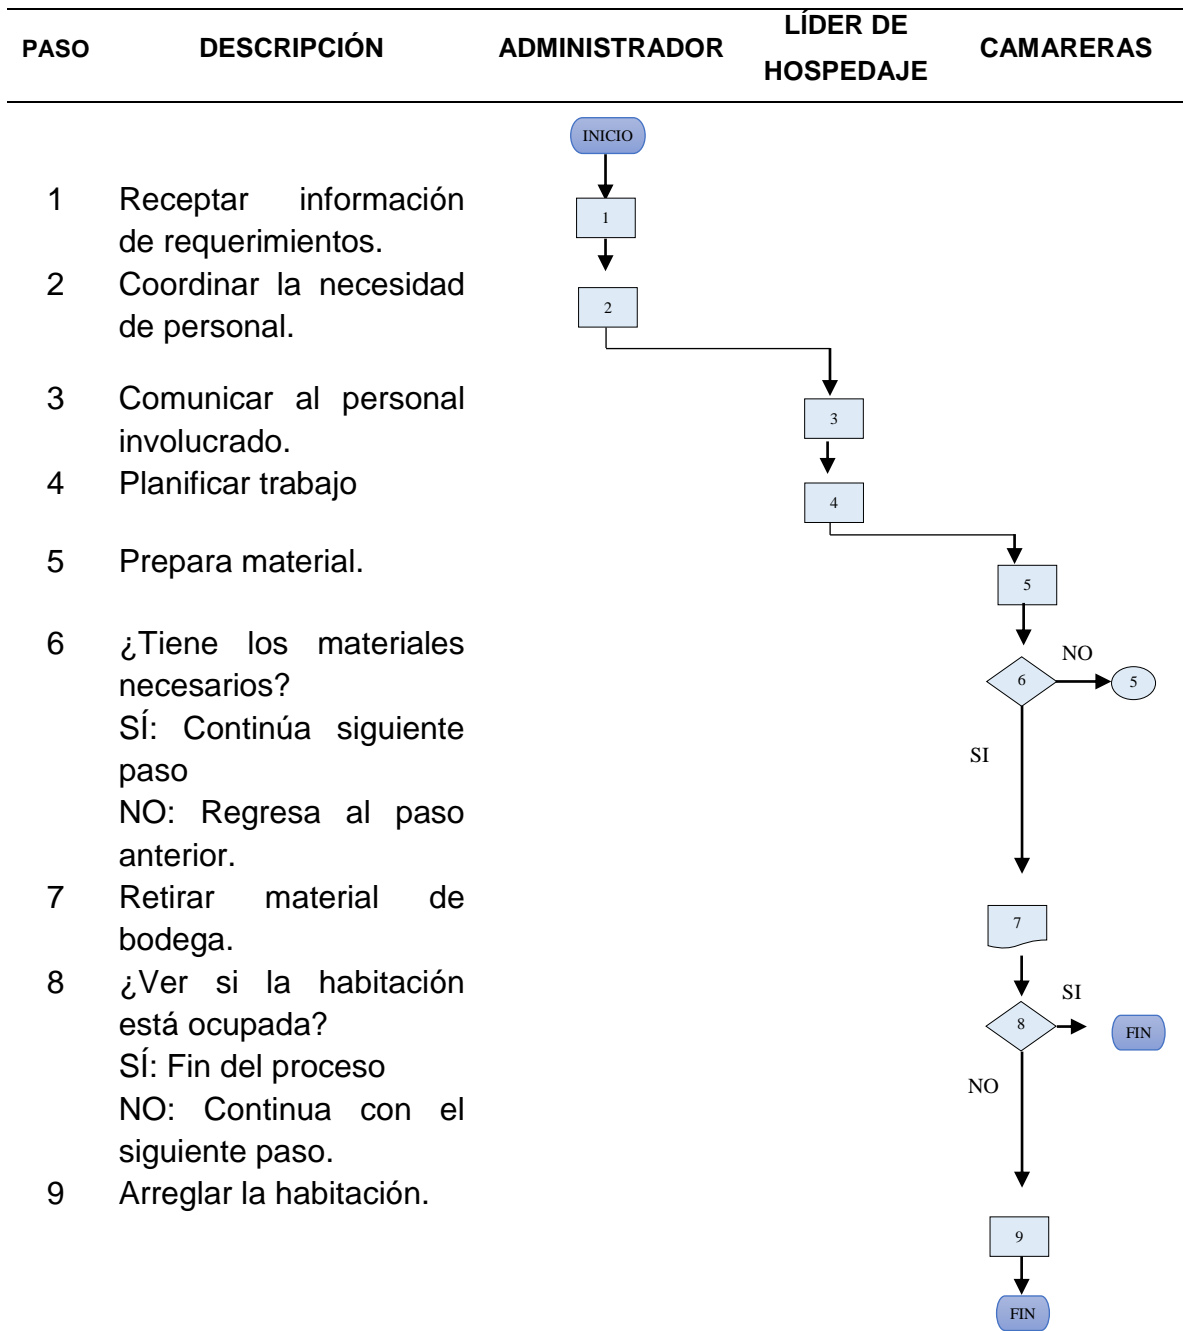 PASO DESCRIPCIÓN ADMINISTRADOR LÍDER DE HOSPEDAJE CAMARERAS
INICIO
1 Receptar información
de requerimientos.
1
2 Coordinar la necesidad
de personal.
2
3 Comunicar al personal
involucrado.
3
4 Planificar trabajo
4
5 Prepara material.
5
6 ¿Tiene los materiales
necesarios?
SÍ: Continúa siguiente
paso
NO: Regresa al paso
anterior.
NO
6 5
SI
7 Retirar material de
bodega.
7
8 ¿Ver si la habitación
está ocupada?
SÍ: Fin del proceso
NO: Continua con el
siguiente paso.
SI
8 FIN
NO
9 Arreglar la habitación.
9
FIN